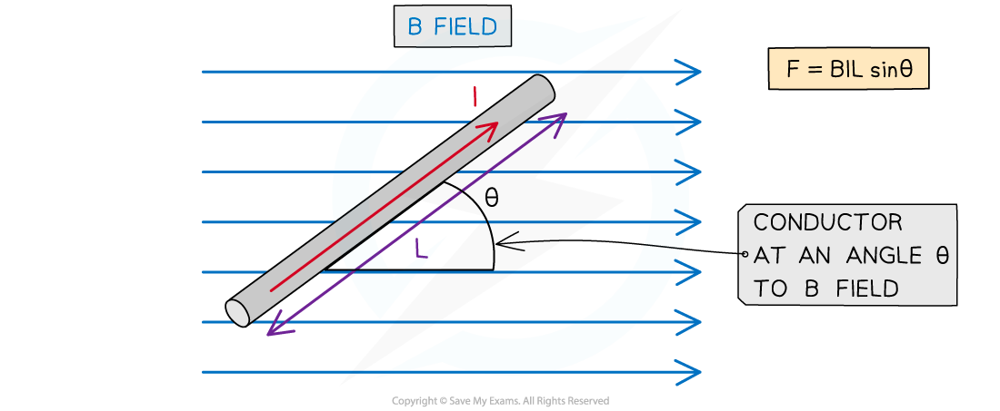 B FIELD
F = BIL sinθ
I
θ
L
CONDUCTOR
AT AN ANGLE θ
TO B FIELD
Copyright © Save My Exams. All Rights Reserved